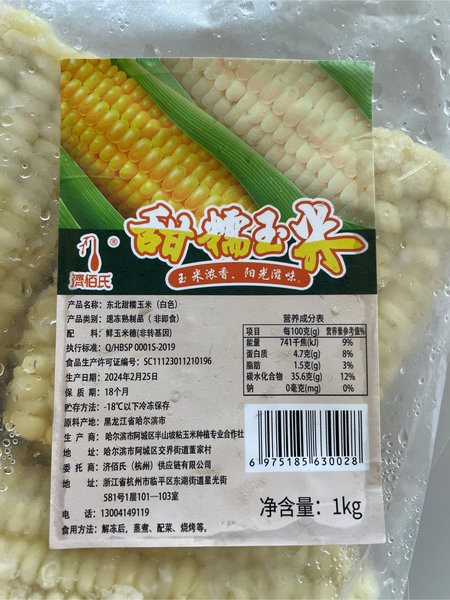 甜糯玉米
玉米浓香、阳光滋味
济佰氏®
产品名称：东北甜糯玉米（白色）
产品类别：速冻熟制品（非即食）
配 料：鲜玉米穗(非转基因)
执行标准：Q/HBSP 0001S-2019
食品生产许可证编号：SC11123011210196
生产日期：2024年2月25日
保 质 期：18个月
贮存方法：-18℃以下冷冻保存
原料产地：黑龙江省哈尔滨市
生 产 商：哈尔滨市阿城区半山坡粘玉米种植专业合作社
地 址：哈尔滨市阿城区交界街道董家村
委 托 商：济佰氏（杭州）供应链有限公司
地 址：浙江省杭州市临平区东湖街道星光街
581号1层101—103室
电 话：13004149119
食用方法：解冻后，蒸煮、配菜、烧烤等。
营养成分表
项目 每100克(g) 营养素参考值%
能量 741千焦(kJ) 9%
蛋白质 4.7克(g) 8%
脂肪 1.5克(g) 3%
碳水化合物 35.6克(g) 12%
钠 0毫克(mg) 0%
6 975185 630028
净含量：1kg